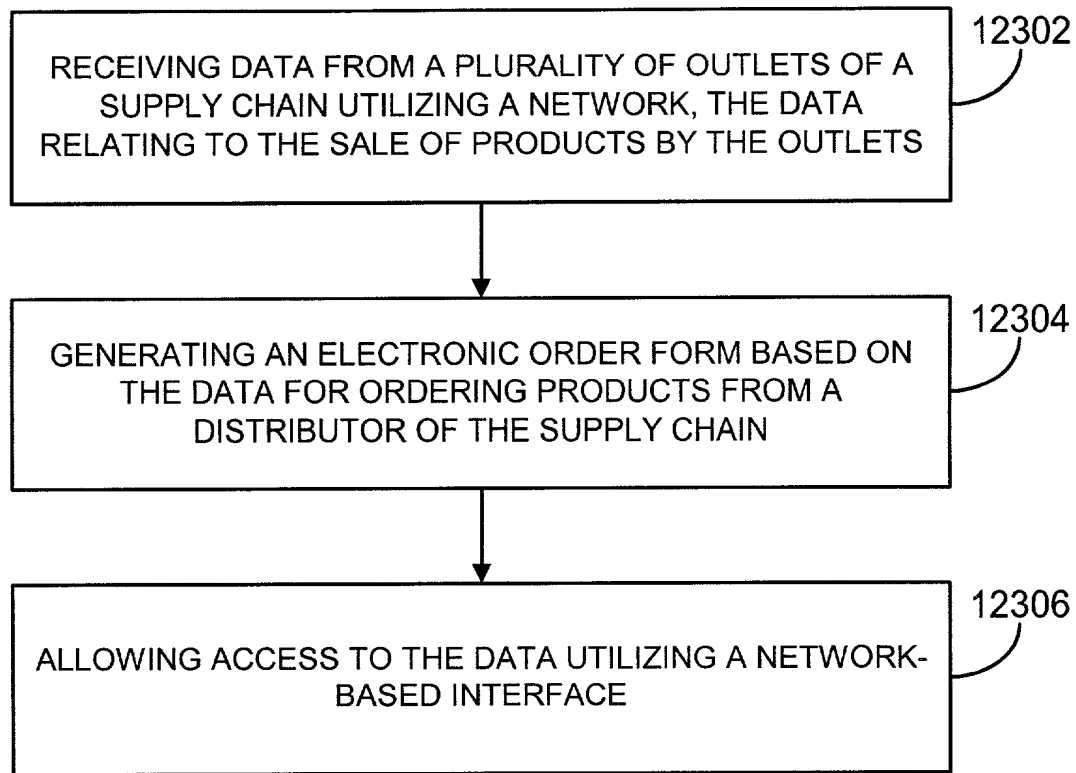 12302
RECEIVING DATA FROM A PLURALITY OF OUTLETS OF A
SUPPLY CHAIN UTILIZING A NETWORK, THE DATA
RELATING TO THE SALE OF PRODUCTS BY THE OUTLETS
12304
GENERATING AN ELECTRONIC ORDER FORM BASED ON
THE DATA FOR ORDERING PRODUCTS FROM A
DISTRIBUTOR OF THE SUPPLY CHAIN
12306
ALLOWING ACCESS TO THE DATA UTILIZING A NETWORK-
BASED INTERFACE